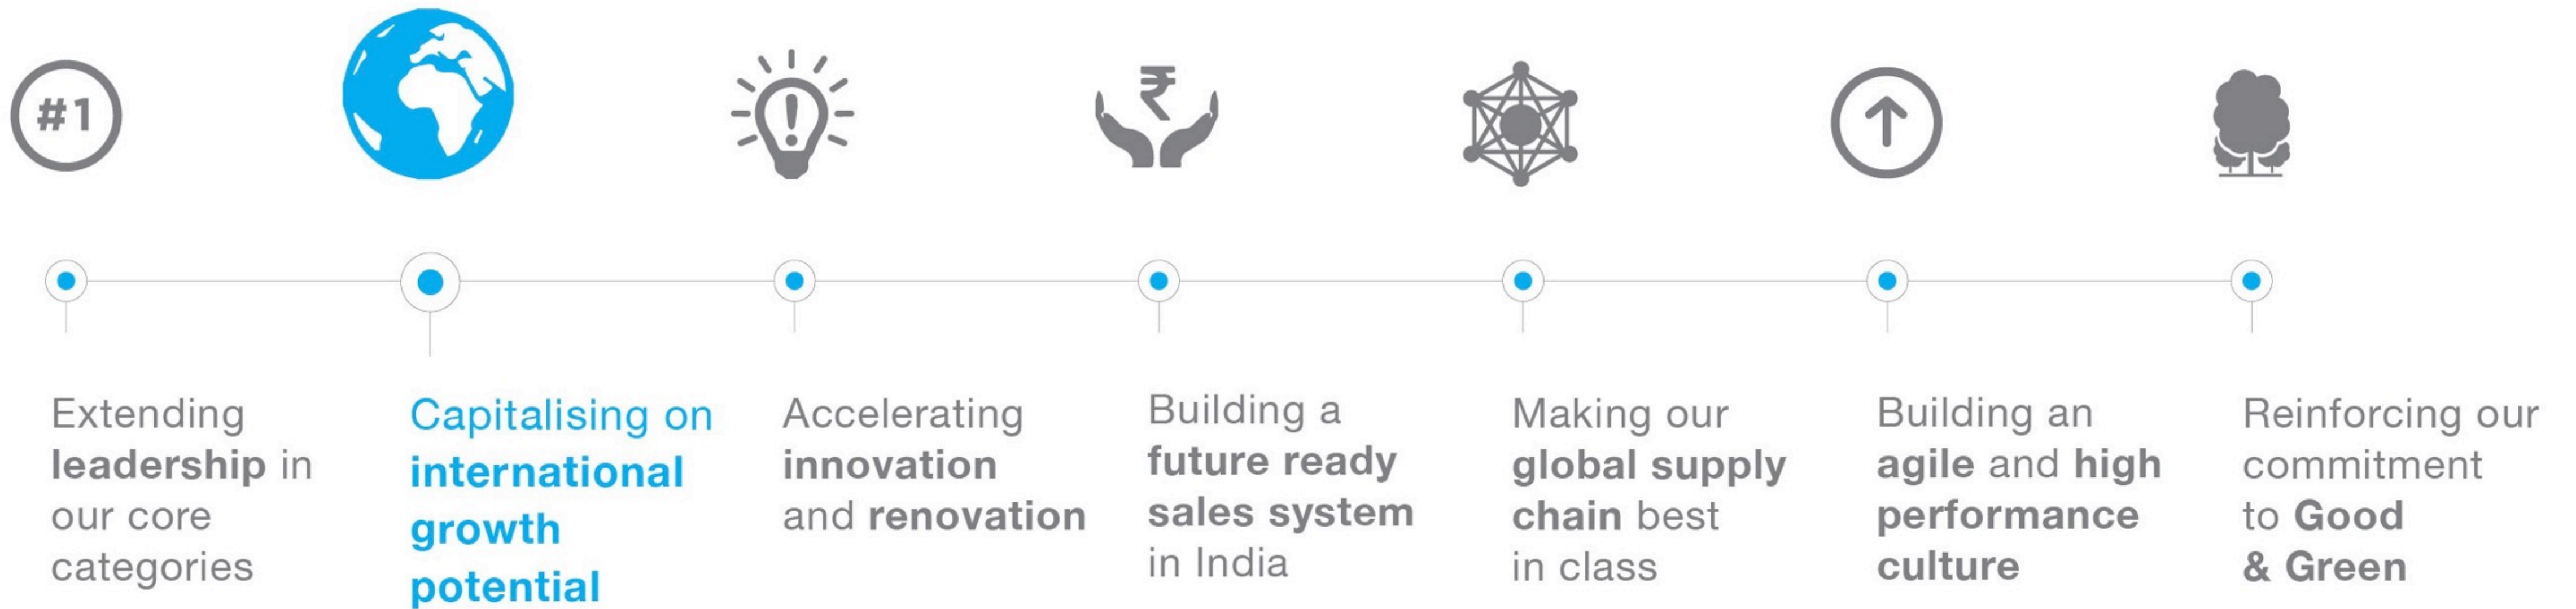 #1
₹
Extending
leadership in
our core
categories
Capitalising on
international
growth
potential
Accelerating
innovation
and renovation
Building a
future ready
sales system
in India
Making our
global supply
chain best
in class
Building an
agile and high
performance
culture
Reinforcing our
commitment
to Good
& Green